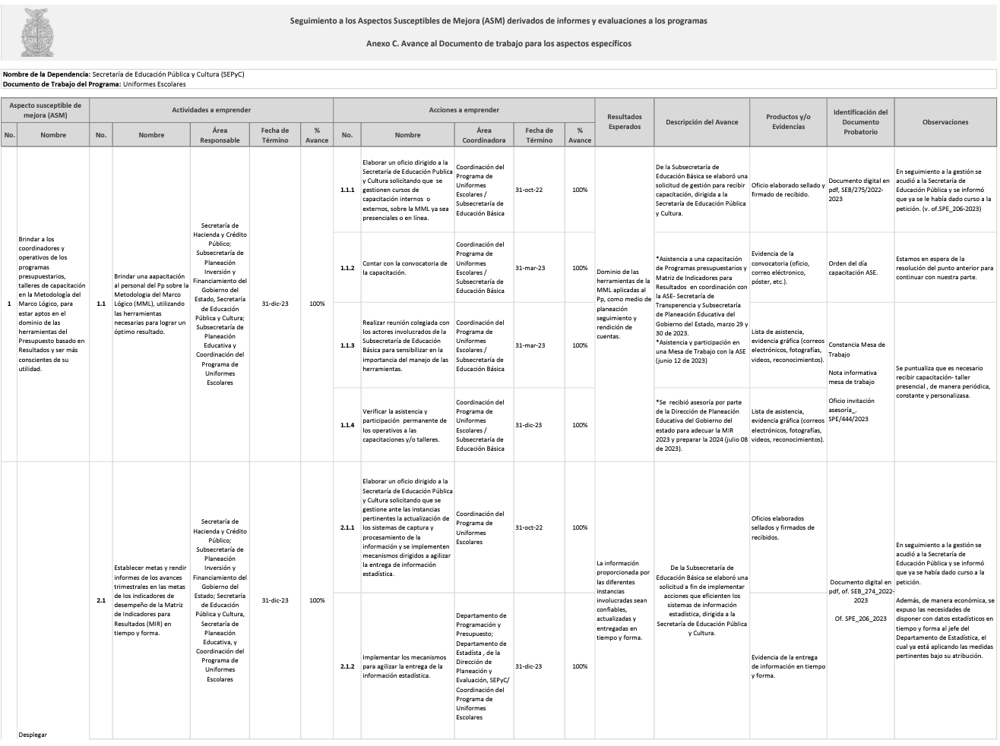 Seguimiento a los Aspectos Susceptibles de Mejora (ASM) derivados de informes y evaluaciones a los programas
Anexo C. Avance al Documento de trabajo para los aspectos específicos
Nombre de la Dependencia: Secretaría de Educación Pública y Cultura (SEPyC)
Documento de Trabajo del Programa: Uniformes Escolares
Aspecto susceptible de
mejora (ASM)
Actividades a emprender
Acciones a emprender
Resultados
Esperados
Descripción del Avance
Productos y/o
Evidencias
Identificación del
Documento
Probatorio
Observaciones
No.
Nombre
No.
Nombre
Área
Responsable
Fecha de
Término
%
Avance
No.
Nombre
Área
Coordinadora
Fecha de
Término
%
Avance
1
Brindar a los
coordinadores y
operativos de los
programas
presupuestarios,
talleres de capacitación
en la Metodología del
Marco Lógico, para
estar aptos en el
dominio de las
herramientas del
Presupuesto basado en
Resultados y ser más
conscientes de su
utilidad.
1.1
Brindar una aapacitación
al personal del Pp sobre la
Metodologia del Marco
Lógico (MML), utilizando
las herramientas
necesarias para lograr un
óptimo resultado.
Secretaría de
Hacienda y Crédito
Público;
Subsecretaría de
Planeación
Inversión y
Financiamiento del
Gobierno del
Estado, Secretaría
de Educación
Pública y Cultura;
Subsecretaría de
Planeación
Educativa y
Coordinación del
Programa de
Uniformes
Escolares
31-dic-23
100%
1.1.1
Elaborar un oficio dirigido a la
Secretaría de Educación Publica
y Cultura solicitando que se
gestionen cursos de
capacitación internos o
externos, sobre la MML ya sea
presenciales o en línea.
Coordinación del
Programa de
Uniformes
Escolares /
Subsecretaría de
Educación Básica
31-oct-22
100%
1.1.2
Contar con la convocatoria de
la capacitación.
Coordinación del
Programa de
Uniformes
Escolares /
Subsecretaría de
Educación Básica
31-mar-23
100%
1.1.3
Realizar reunión colegiada con
los actores involucrados de la
Subsecretaría de Educación
Básica para sensibilizar en la
importancia del manejo de las
herramientas.
Coordinación del
Programa de
Uniformes
Escolares /
Subsecretaría de
Educación Básica
31-mar-23
100%
1.1.4
Verificar la asistencia y
participación permanente de
los operativos a las
capacitaciones y/o talleres.
Coordinación del
Programa de
Uniformes
Escolares /
Subsecretaría de
Educación Básica
31-dic-23
100%
Dominio de las
herramientas de la
MML aplicadas al
Pp, como medio de
planeación
seguimiento y
rendición de
cuentas.
De la Subsecretaría de
Educación Básica se elaboró una
solicitud de gestión para recibir
capacitación, dirigida a la
Secretaría de Educación Pública
y Cultura.
*Asistencia a una capacitación
de Programas presupuestarios y
Matriz de Indicadores para
Resultados en coordinación con
la ASE- Secretaría de
Transperencia y Subsecretaría
de Planeación Educativa del
Gobierno del Estado, marzo 29 y
30 de 2023.
*Asistencia y participación en
una Mesa de Trabajo con la ASE
(junio 12 de 2023)
*Se recibió asesoría por parte
de la Dirección de Planeación
Educativa del Gobierno del
estado para adecuar la MIR
2023 y preparar la 2024 (julio 08
de 2023).
Oficio elaborado sellado y
firmado de recibido.
Evidencia de la
convocatoria (oficio,
correo eléctronico,
póster, etc.).
Lista de asistencia,
evidencia gráfica (correos
electrónicos, fotografías,
videos, reconocimientos).
Lista de asistencia,
evidencia gráfica (correos
electrónicos, fotografías,
videos, reconocimientos).
Documento digital en
pdf, SEB/275/2022-
2023
Orden del día
capacitación ASE.
Constancia Mesa de
Trabajo
Nota informativa
mesa de trabajo
Oficio invitación
asesoría_.
SPE/444/2023
En seguimiento a la gestión se
acudió a la Secretaría de
Educación Pública y se informó
que ya se le había dado curso a la
petición. (v. of.SPE_206-2023)
Estamos en espera de la
resolución del punto anterior para
continuar con nuestra parte.
Se puntualiza que es necesario
recibir capacitación- taller
presencial , de manera periódica,
constante y personalizasa.
2.1
Establecer metas y rendir
informes de los avances
trimestrales en las metas
de los indicadores de
desempeño de la Matriz
de Indicadores para
Resultados (MIR) en
tiempo y forma.
Secretaría de
Hacienda y Crédito
Público;
Subsecretaría de
Planeación
Inversión y
Financiamiento del
Gobierno del
Estado; Secretaría
de Educación
Pública y Cultura,
Secretaría de
Planeación
Educativa, y
Coordinación del
Programa de
Uniformes
Escolares
31-dic-23
100%
2.1.1
Elaborar un oficio dirigido a la
Secretaría de Educación Pública
y Cultura solicitando que se
gestione ante las instancias
pertinentes la actualización de
los sistemas de captura y
procesamiento de la
información y se implementen
mecanismos dirigidos a agilizar
la entrega de información
estadística.
Coordinación del
Programa de
Uniformes
Escolares
31-oct-22
100%
2.1.2
Implementar los mecanismos
para agilizar la entrega de la
información estadística.
Departamento de
Programación y
Presupuesto;
Departamento de
Estadísta , de la
Dirección de
Planeación y
Evaluación, SEPyC/
Coordinación del
Programa de
Uniformes
Escolares
31-dic-23
100%
La información
proporcionada por
las diferentes
instancias
involucradas sean
confiables,
actualizadas y
entregadas en
tiempo y forma.
De la Subsecretaría de
Educación Básica se elaboró una
solicitud a fin de implementar
acciones que eficienten los
sistemas de información
estadística, dirigida a la
Secretaría de Educación Pública
y Cultura.
Oficios elaborados
sellados y firmados de
recibidos.
Evidencia de la entrega
de información en tiempo
y forma.
Documento digital en
pdf, of. SEB_274_2022-
2023
Of. SPE_206_2023
En seguimiento a la gestión se
acudió a la Secretaría de
Educación Pública y se informó
que ya se había dado curso a la
petición.
Además, de manera económica, se
expuso las necesidades de
disponer con datos estadísticos en
tiempo y forma al jefe del
Departamento de Estadística, el
cual ya está aplicando las medidas
pertinentes bajo su atribución.
Desplegar